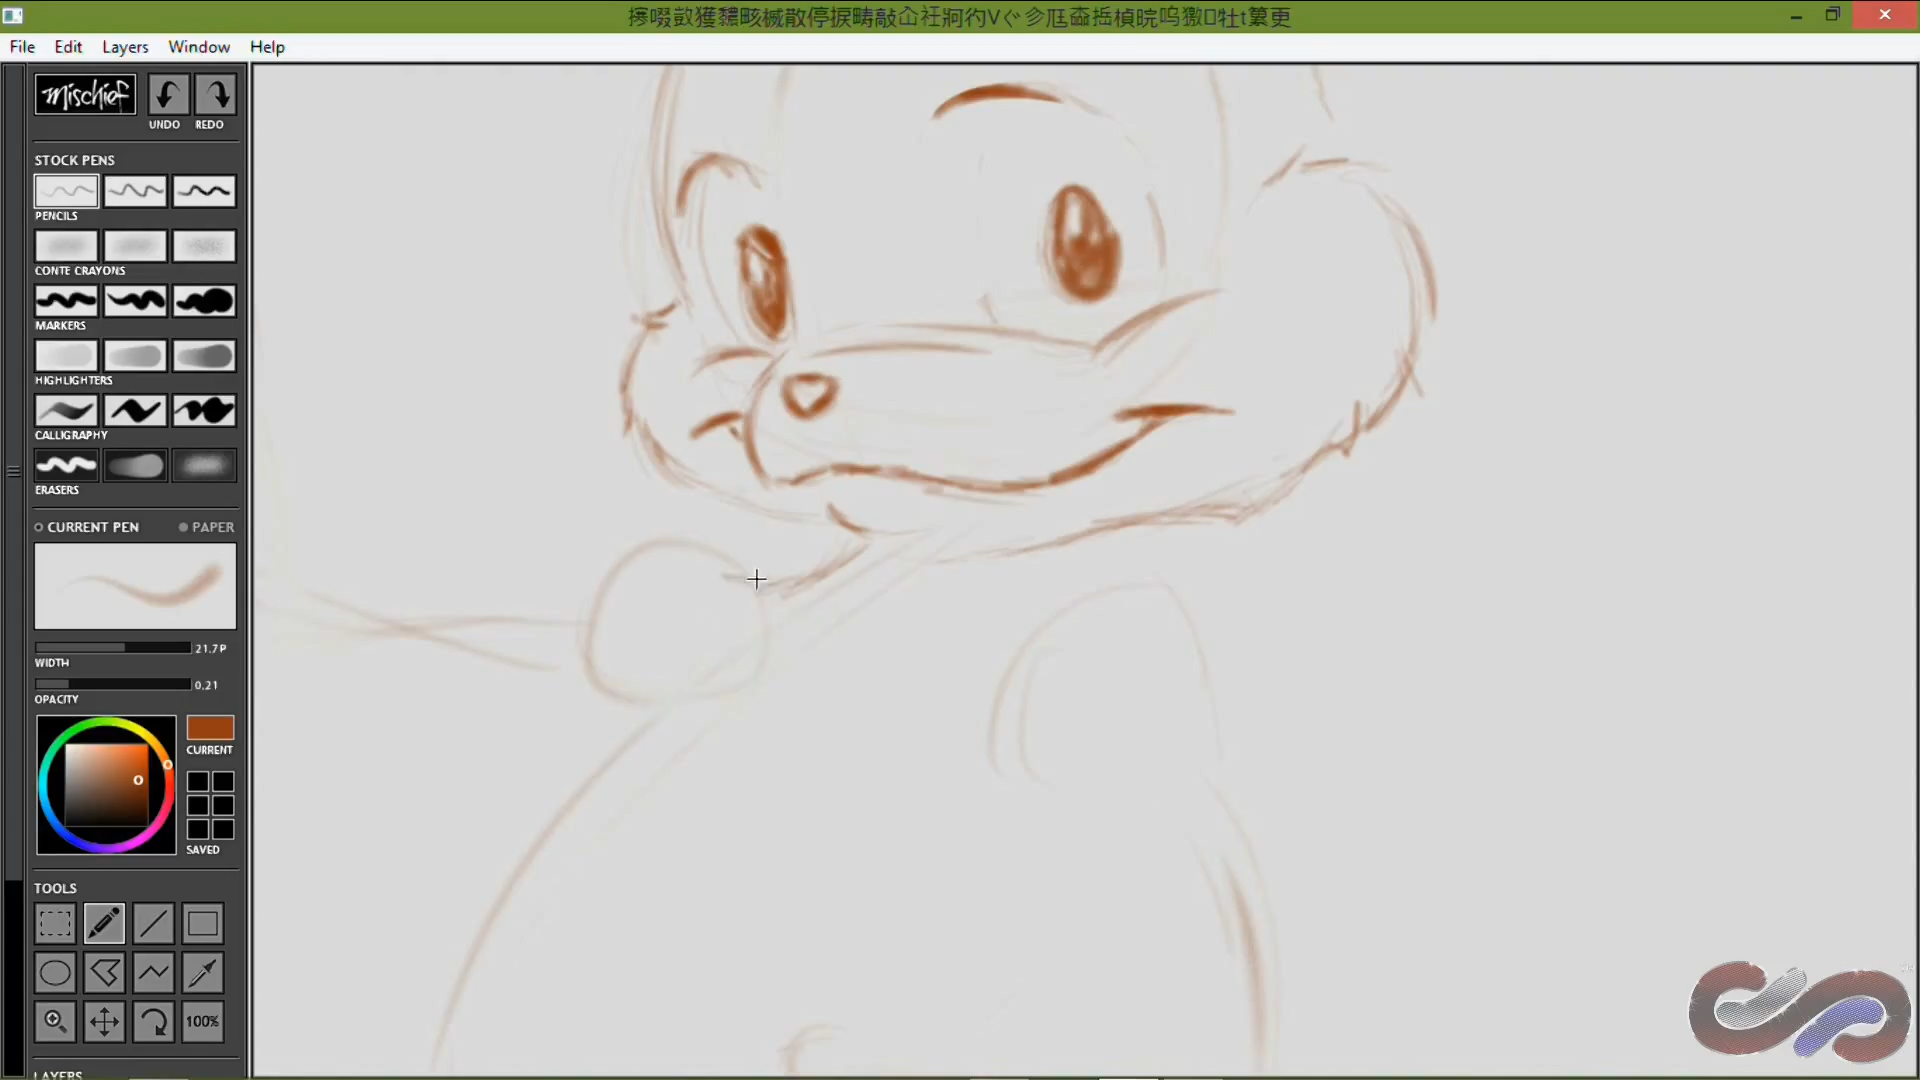 File Edit Layers Window Help
mischief
UNDO REDO
STOCK PENS
PENCILS
CONTE CRAYONS
MARKERS
HIGHLIGHTERS
CALLIGRAPHY
ERASERS
CURRENT PEN PAPER
21.7P
WIDTH
0.21
OPACITY
CURRENT
SAVED
TOOLS
100%
LAYERS